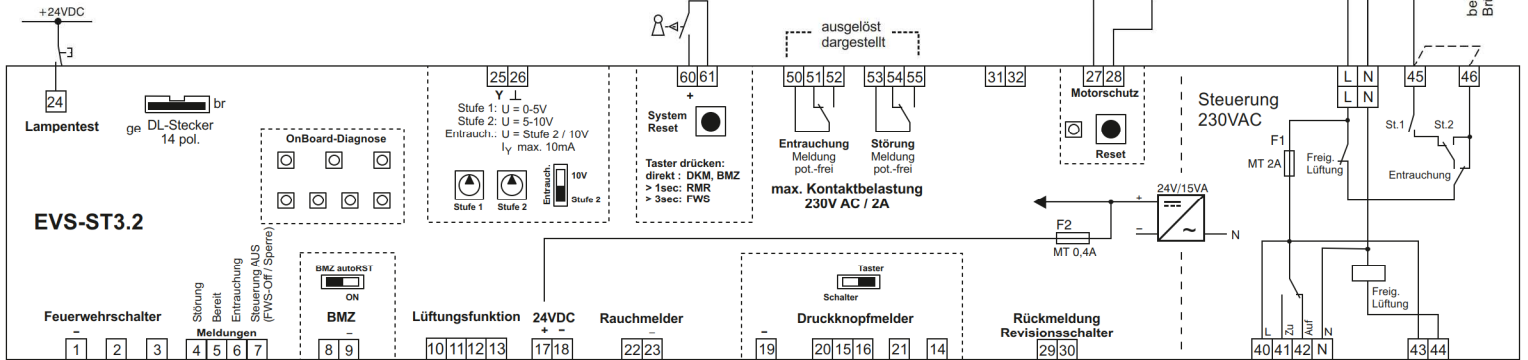 +24VDC
be
Brü
ausgelöst
dargestellt
24
25 26
60 61
50 51 52
53 54 55
31 32
27 28
L N
45
46
L N
Lampentest
ge DL-Stecker br
14 pol.
Y ⊥
Stufe 1: U = 0-5V
Stufe 2: U = 5-10V
Entrauch.: U = Stufe 2 / 10V
IY max. 10mA
Entrauch.
10V
Stufe 2
Stufe 1
Stufe 2
+
System
Reset
Taster drücken:
direkt : DKM, BMZ
> 1sec: RMR
> 3sec: FWS
Entrauchung
Meldung
pot.-frei
Störung
Meldung
pot.-frei
max. Kontaktbelastung
230V AC / 2A
Motorschutz
Reset
Steuerung
230VAC
F1
MT 2A
Freig.
Lüftung
St.1
St.2
Entrauchung
OnBoard-Diagnose
EVS-ST3.2
24V/15VA
+
−
N
F2
MT 0,4A
Feuerwehrschalter
−
1 2 3
Störung
Bereit
Entrauchung
Steuerung AUS
(FWS-Off / Sperre)
Meldungen
4 5 6 7
BMZ autoRST
ON
BMZ
−
8 9
Lüftungsfunktion
10 11 12 13
24VDC
+ −
17 18
Rauchmelder
−
22 23
Taster
Schalter
Druckknopfmelder
−
19 20 15 16 21 14
Rückmeldung
Revisionsschalter
29 30
L
Zu
Auf
N
Freig.
Lüftung
40 41 42 N 43 44